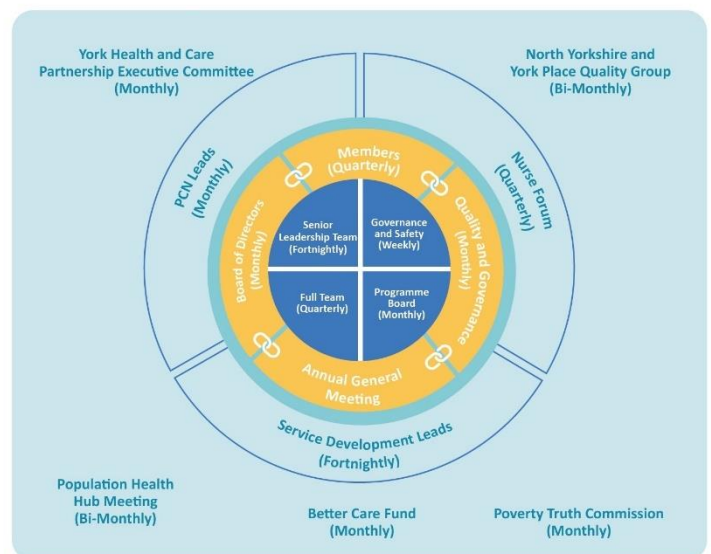 York Health and Care
Partnership Executive Committee
(Monthly)
North Yorkshire and
York Place Quality Group
(Bi-Monthly)
PCN Leads
(Monthly)
Nurse Forum
(Quarterly)
Members
(Quarterly)
Board of Directors
(Monthly)
Quality and Governance
(Monthly)
Senior
Leadership Team
(Fortnightly)
Governance
and Safety
(Weekly)
Full Team
(Quarterly)
Programme
Board
(Monthly)
Annual General
Meeting
Service Development Leads
(Fortnightly)
Population Health
Hub Meeting
(Bi-Monthly)
Better Care Fund
(Monthly)
Poverty Truth Commission
(Monthly)